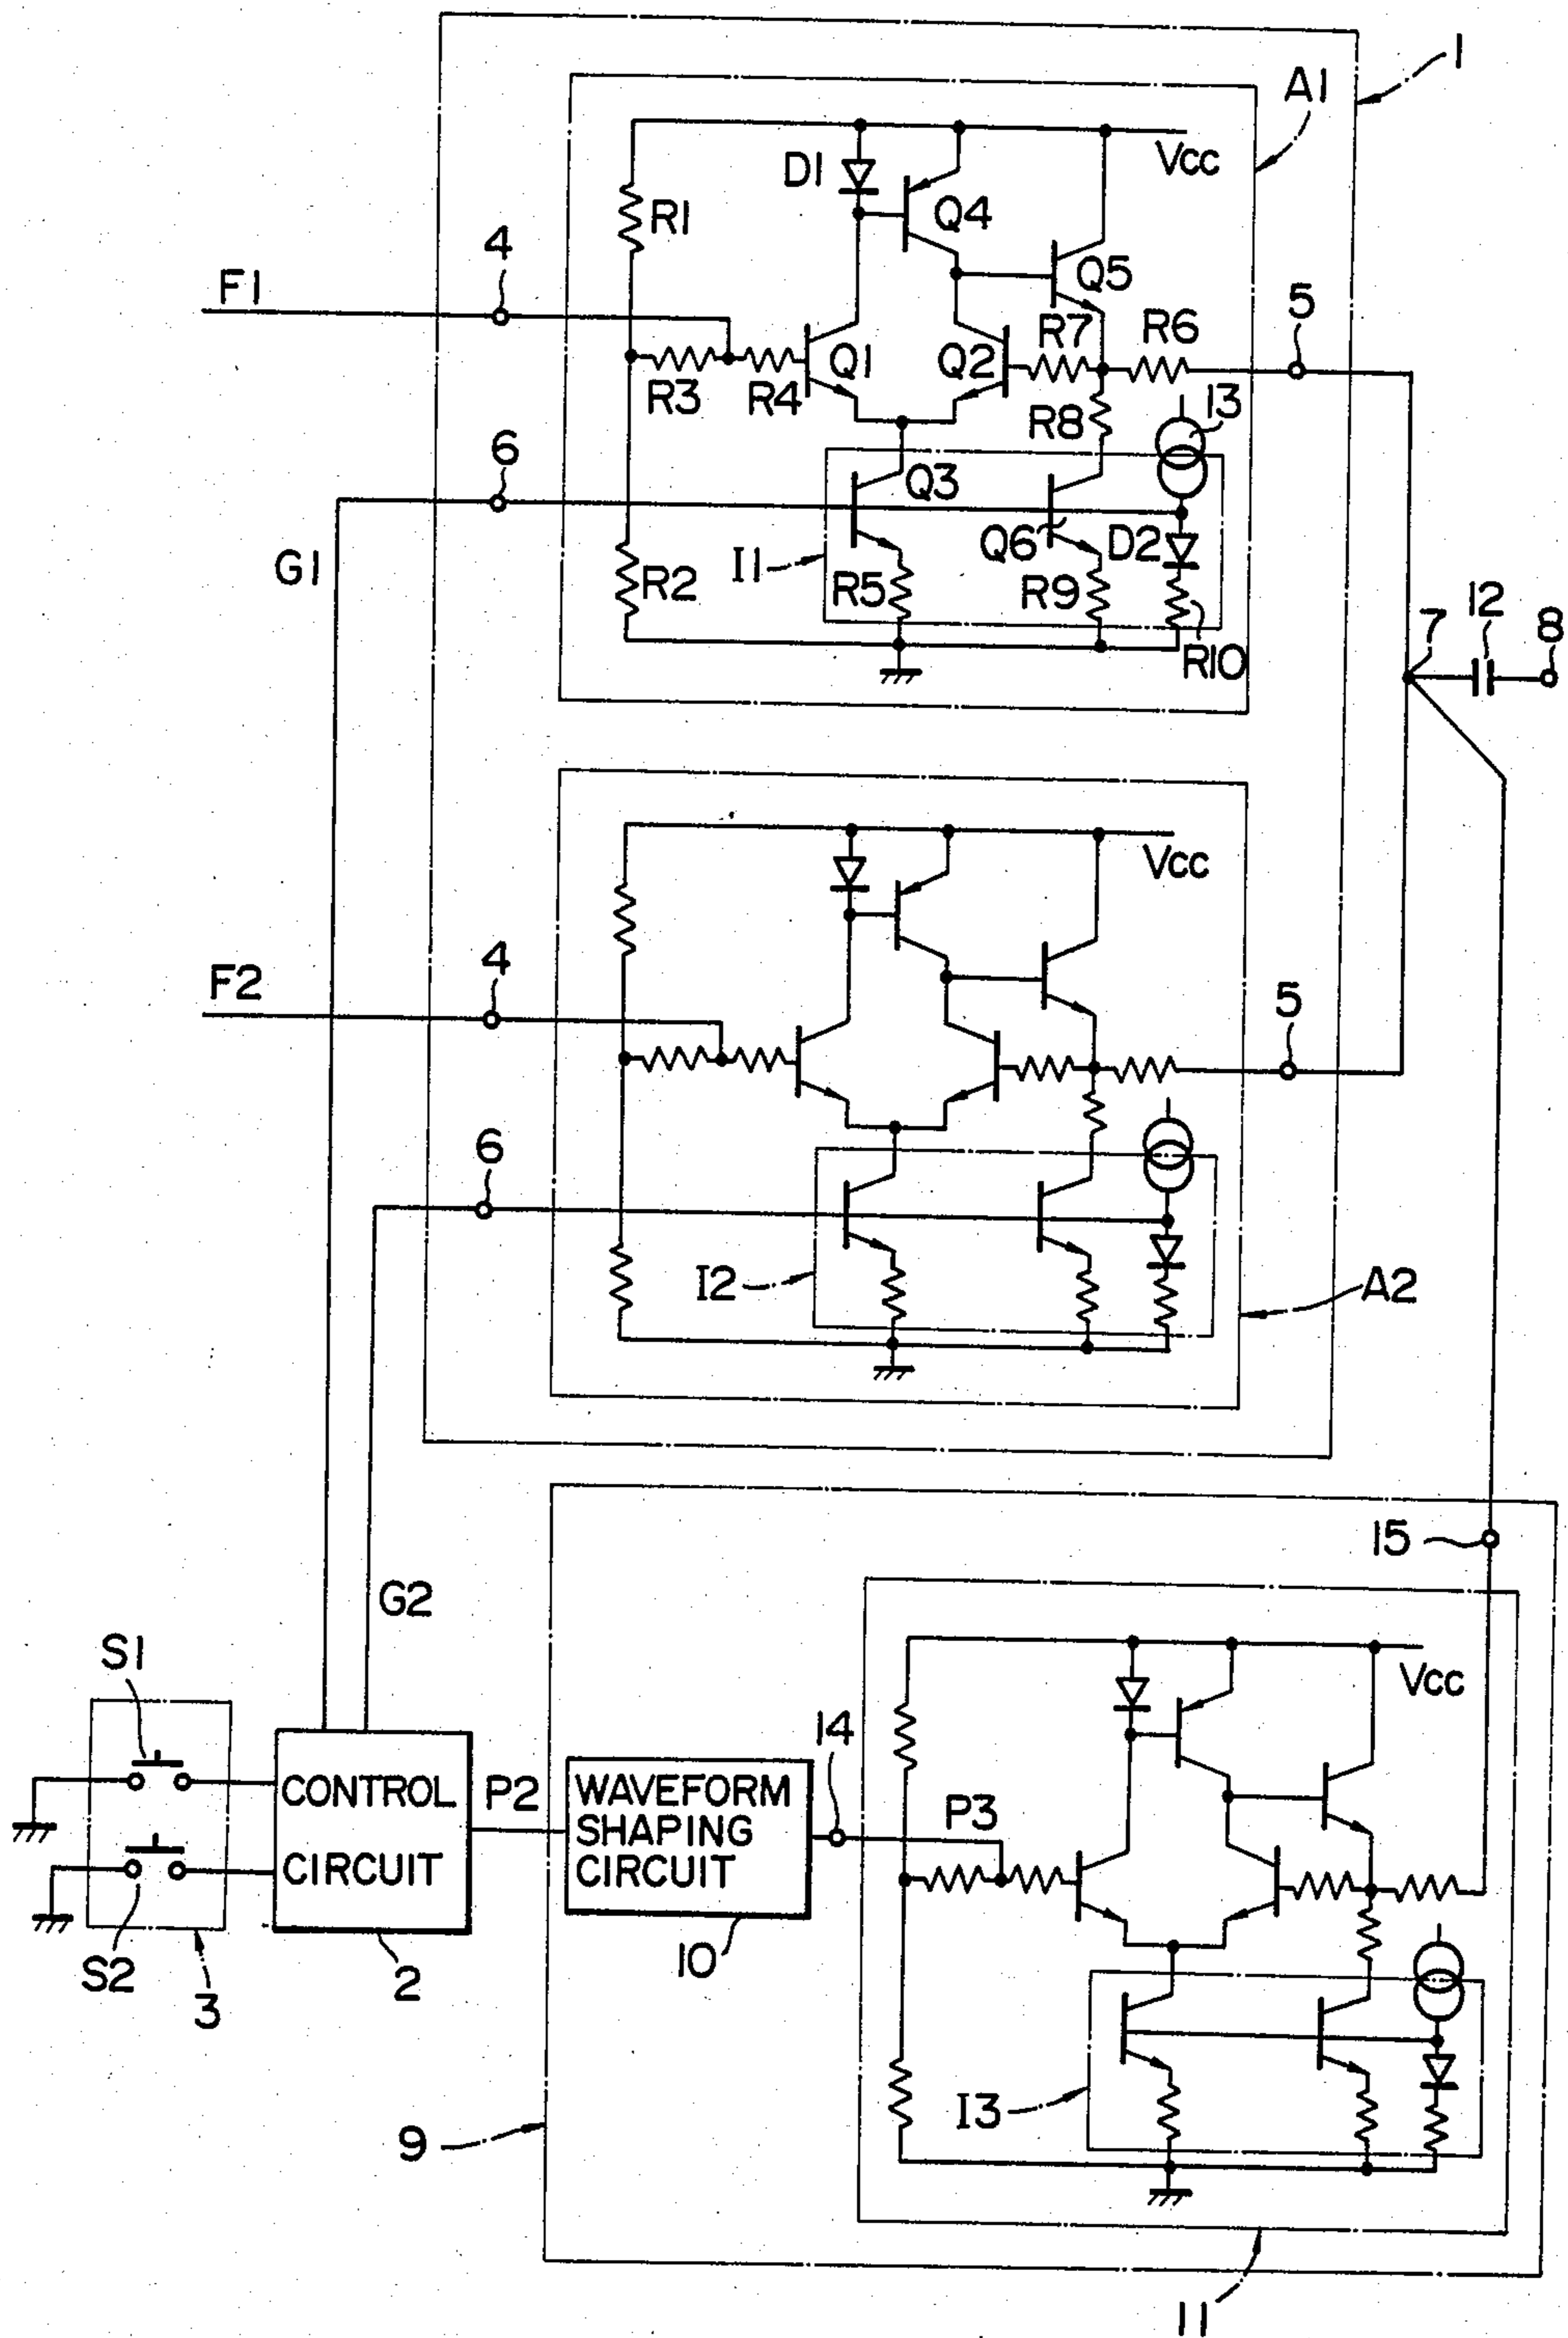 1
A1
Vcc
D1
R1
Q4
4
F1
Q5
5
R7
R6
Q1
Q2
R3
R4
13
R8
6
Q3
Q6
D2
G1
I1
R2
R5
R9
R10
7
12
8
Vcc
4
F2
5
6
I2
A2
15
G2
S1
Vcc
14
CONTROL
CIRCUIT
P2
WAVEFORM
SHAPING
CIRCUIT
P3
10
S2
3
2
I3
9
11